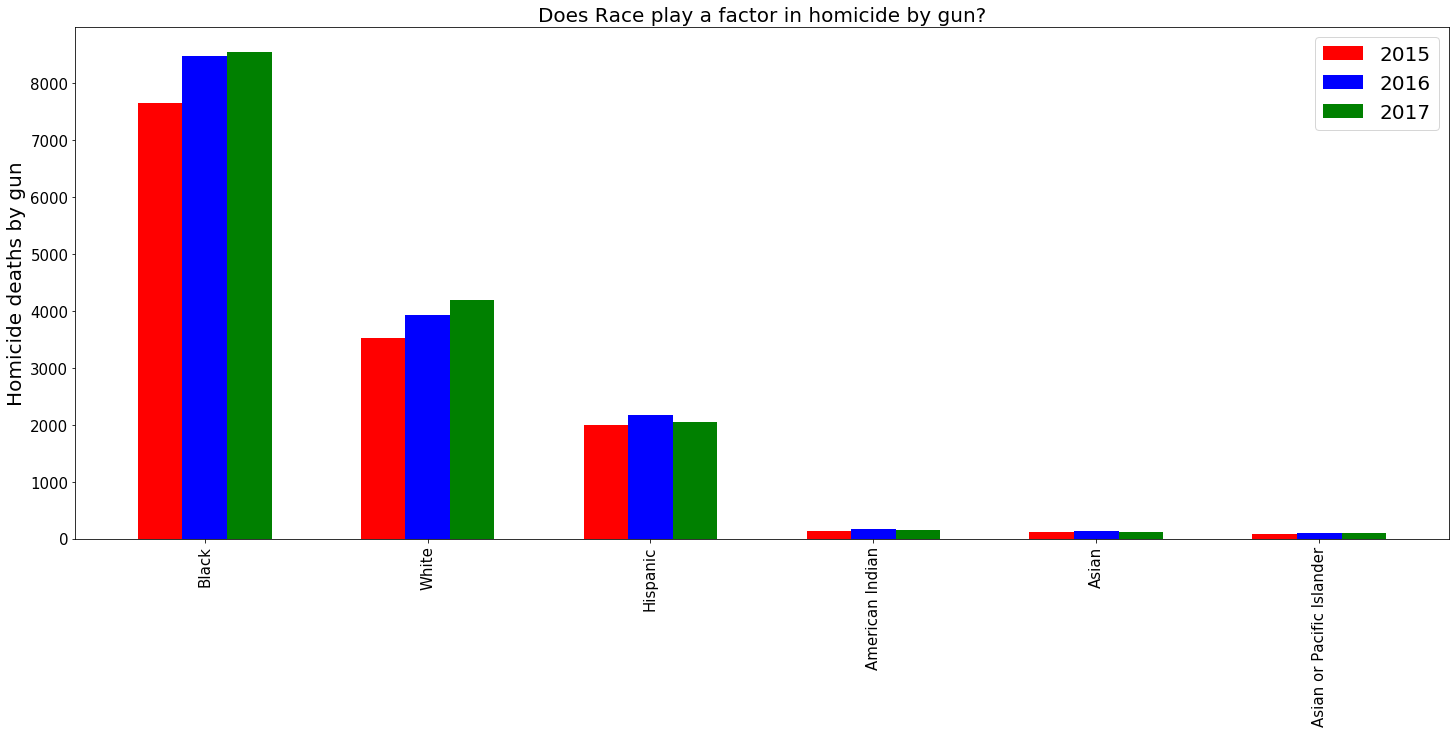 Does Race play a factor in homicide by gun?
2015
2016
2017
Homicide deaths by gun
8000
7000
6000
5000
4000
3000
2000
1000
0
Black
White
Hispanic
American Indian
Asian
Asian or Pacific Islander